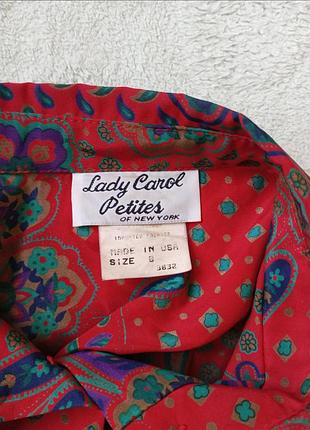 Lady Carol
Petites
OF NEW YORK
IMPORTED FABRIC
MADE IN USA
SIZE 8
3832